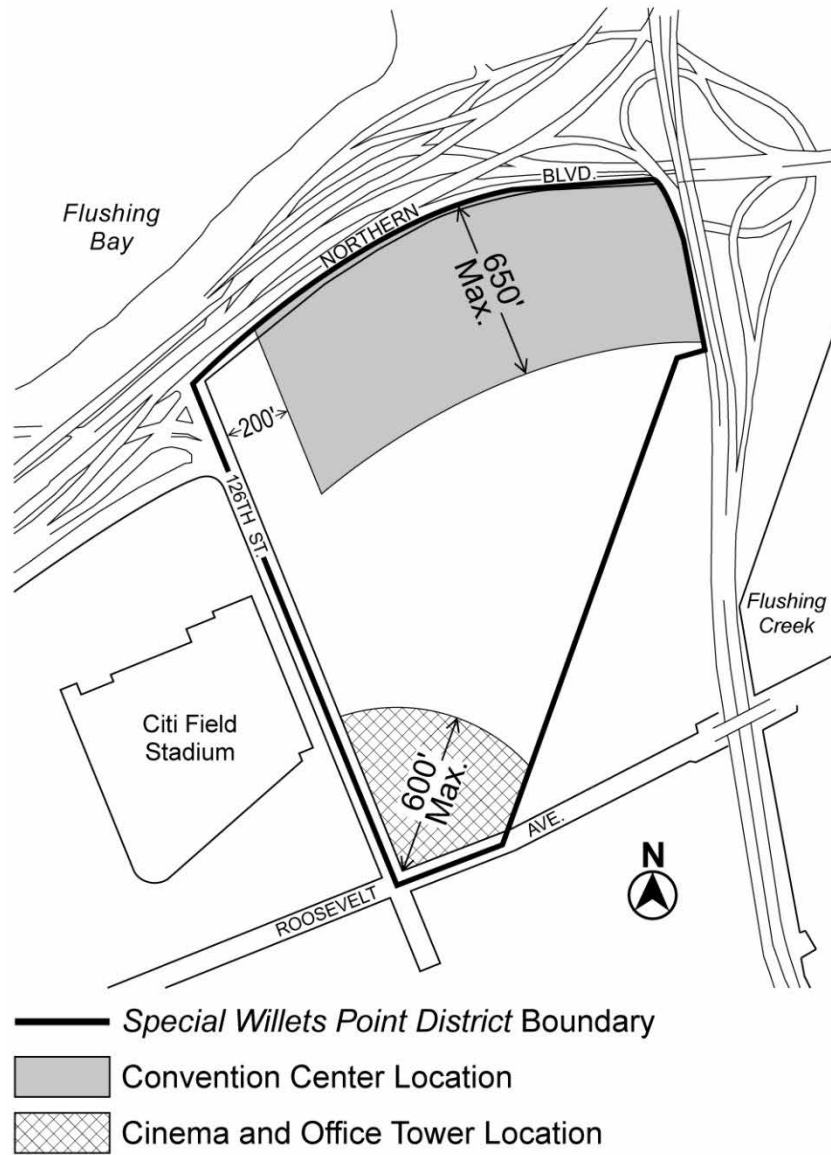 Flushing
Bay
NORTHERN
BLVD.
650'
Max.
200'
126TH ST.
Flushing
Creek
Citi Field
Stadium
600'
Max.
AVE.
ROOSEVELT
N
Special Willets Point District Boundary
Convention Center Location
Cinema and Office Tower Location